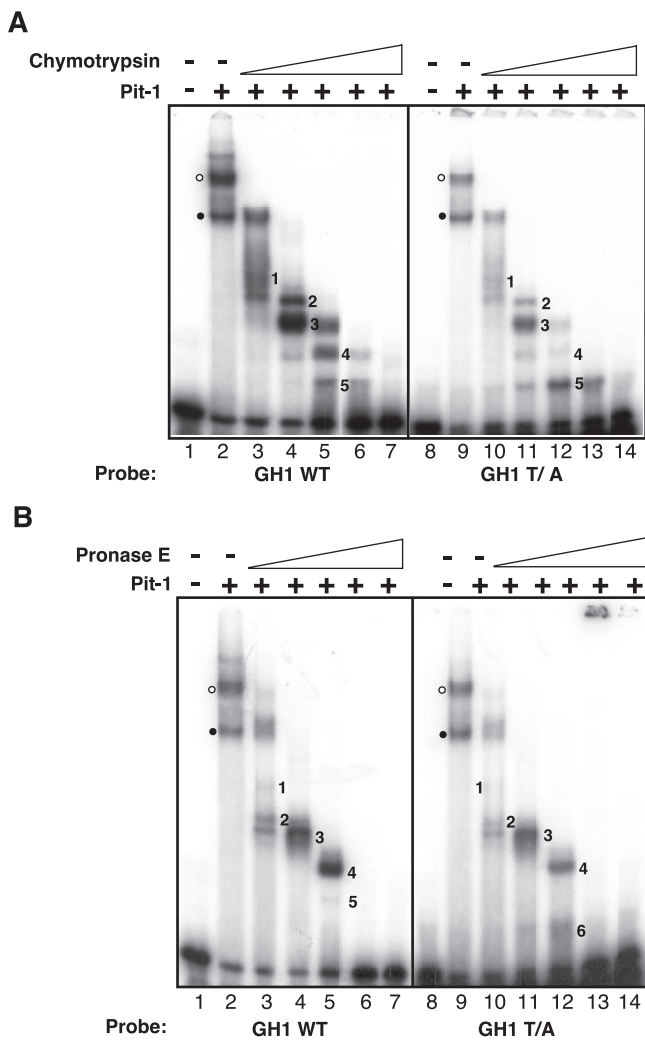 A
Chymotrypsin - - - -
Pit-1 - + + + + + + - + + + + + +
1
2
3
4
5
1
2
3
4
5
1 2 3 4 5 6 7 8 9 10 11 12 13 14
Probe: GH1 WT GH1 T/ A
B
Pronase E - - - -
Pit-1 - + + + + + + - + + + + + +
1
2
3
4
5
1
2
3
4
6
1 2 3 4 5 6 7 8 9 10 11 12 13 14
Probe: GH1 WT GH1 T/A